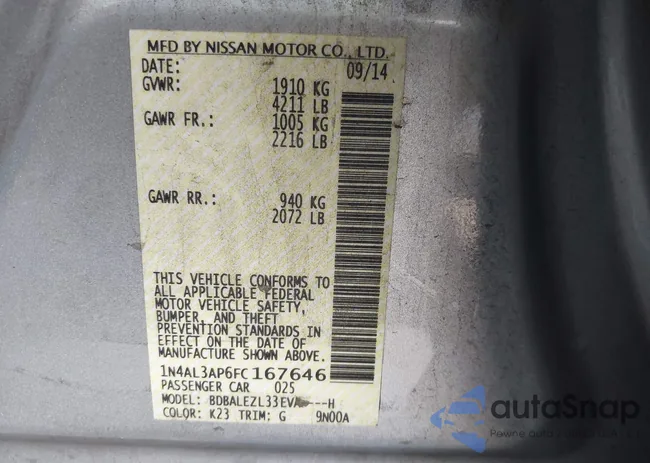 MFD BY NISSAN MOTOR CO., LTD.
DATE: 09/14
GVWR: 1910 KG
4211 LB
GAWR FR.: 1005 KG
2216 LB
GAWR RR.: 940 KG
2072 LB
THIS VEHICLE CONFORMS TO
ALL APPLICABLE FEDERAL
MOTOR VEHICLE SAFETY,
BUMPER, AND THEFT
PREVENTION STANDARDS IN
EFFECT ON THE DATE OF
MANUFACTURE SHOWN ABOVE.
1N4AL3AP6FC167646
PASSENGER CAR 025
MODEL: BDBALEZL33EVA----H
COLOR: K23 TRIM: G 9N00A
autoSnap
Pewne auto